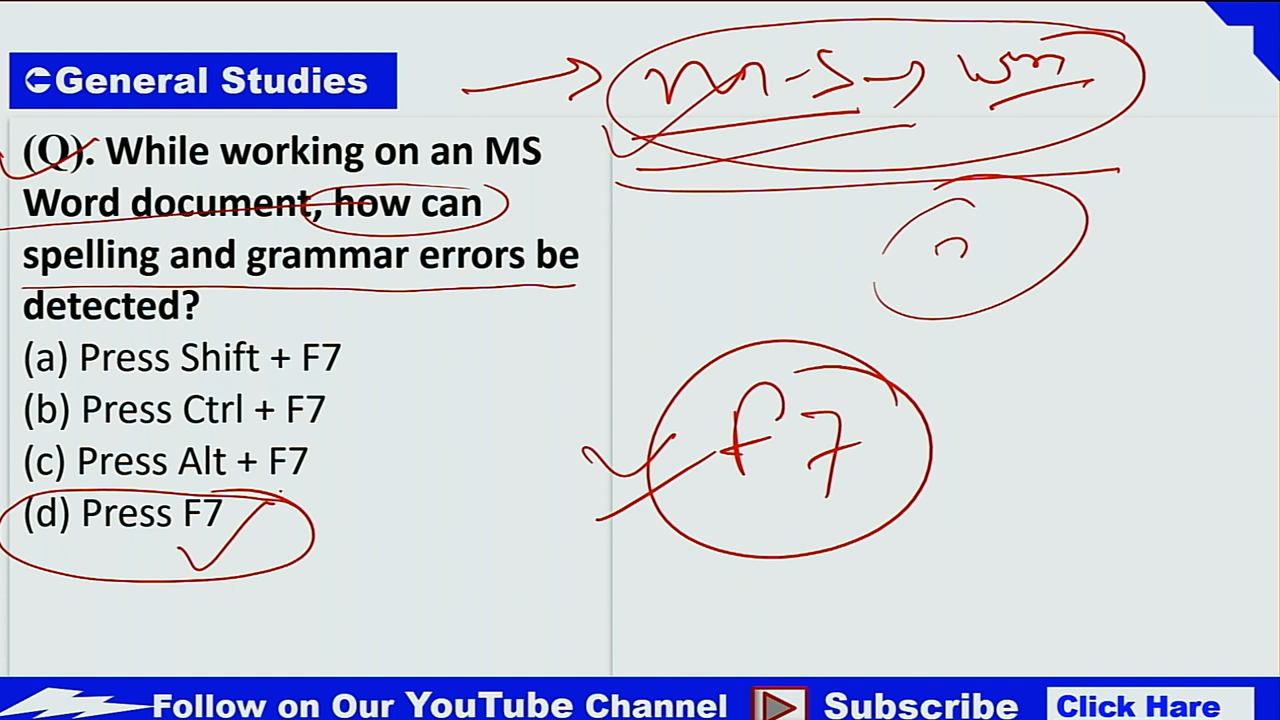 General Studies
(Q). While working on an MS
Word document, how can
spelling and grammar errors be
detected?
(a) Press Shift + F7
(b) Press Ctrl + F7
(c) Press Alt + F7
(d) Press F7
M-S →
f7
Follow on Our YouTube Channel Subscribe Click Hare